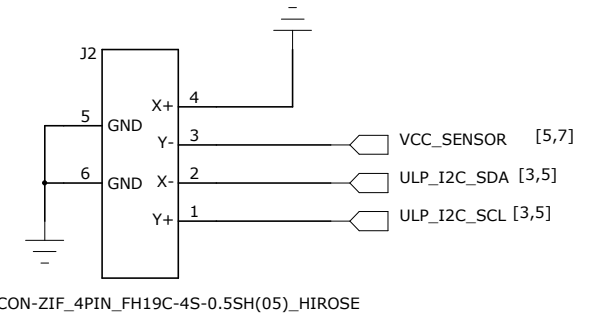 J2
X+ 4
5 GND
Y- 3 VCC_SENSOR [5,7]
6 GND X- 2 ULP_I2C_SDA [3,5]
Y+ 1 ULP_I2C_SCL [3,5]
CON-ZIF_4PIN_FH19C-4S-0.5SH(05)_HIROSE